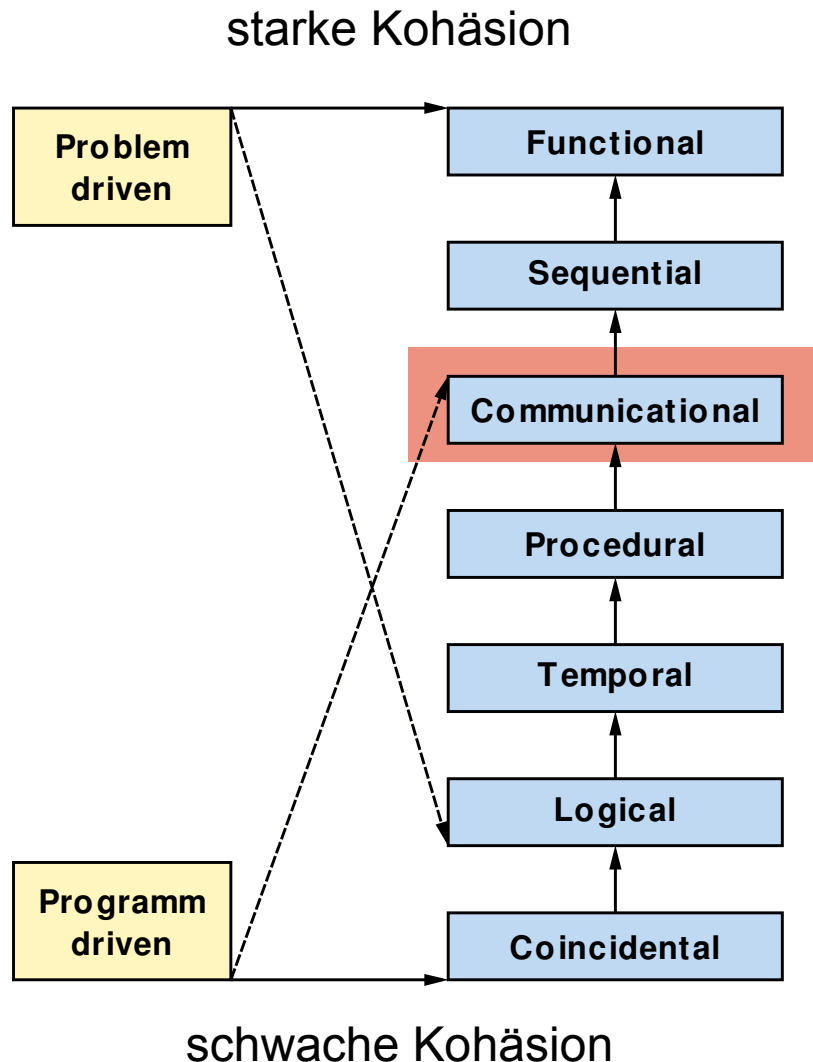 starke Kohäsion
Problem
driven
Functional
Sequential
Communicational
Procedural
Temporal
Logical
Programm
driven
Coincidental
schwache Kohäsion